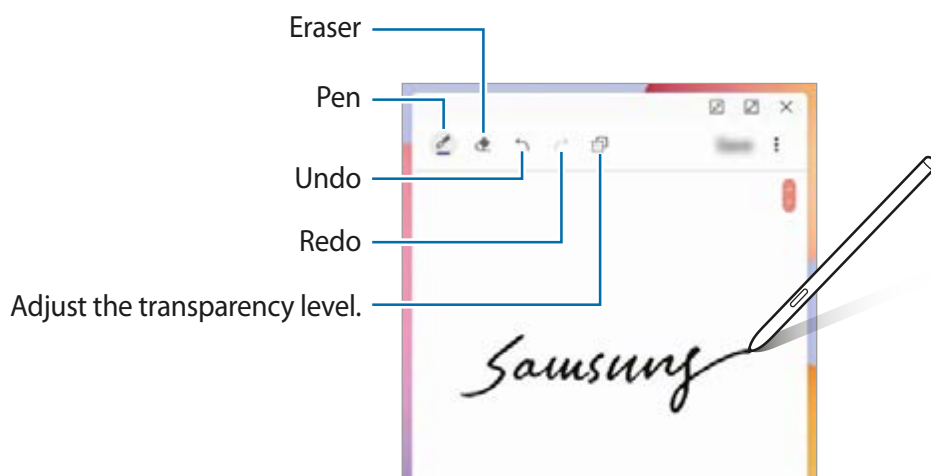 Eraser
Pen
Undo
Redo
Adjust the transparency level.
Samsung